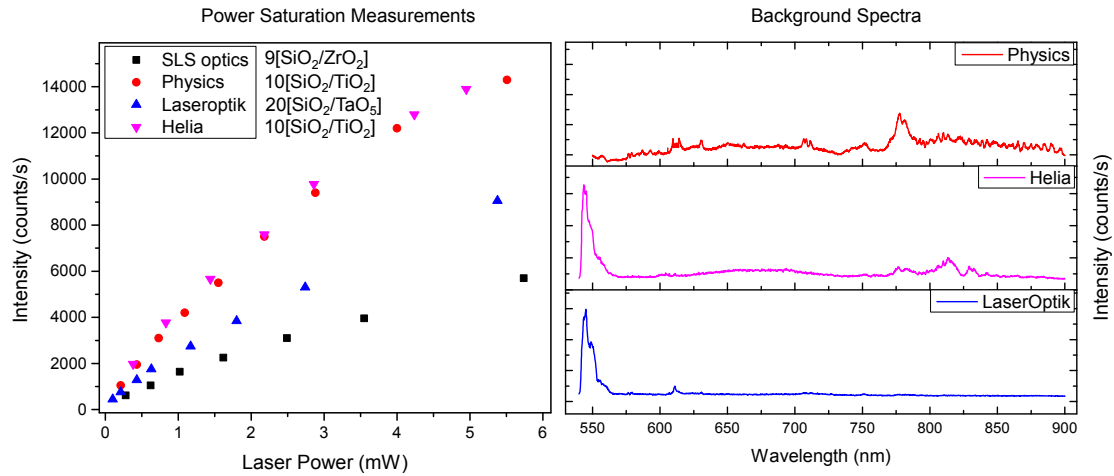 Power Saturation Measurements
Background Spectra
SLS optics 9[SiO₂/ZrO₂]
Physics 10[SiO₂/TiO₂]
Laseroptik 20[SiO₂/TaO₅]
Helia 10[SiO₂/TiO₂]
Intensity (counts/s)
14000
12000
10000
8000
6000
4000
2000
0
0 1 2 3 4 5 6
Laser Power (mW)
Physics
Helia
LaserOptik
Intensity (counts/s)
550 600 650 700 750 800 850 900
Wavelength (nm)